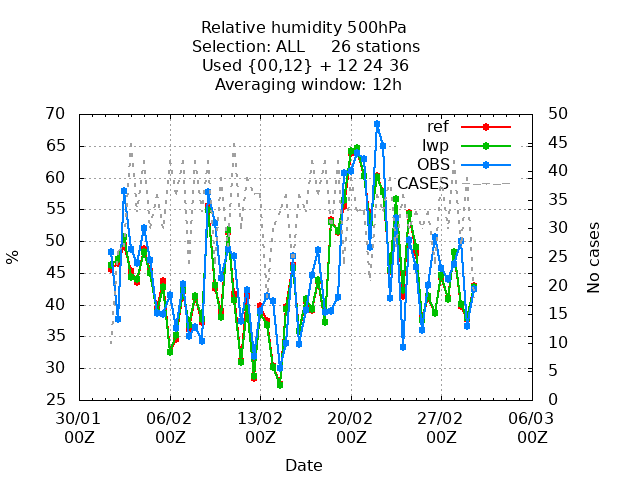 Relative humidity 500hPa
Selection: ALL 26 stations
Used {00,12} + 12 24 36
Averaging window: 12h
70 50
65 45
60 40
55 35
50 30
45 25
40 20
35 15
30 10
25 5
0
ref
lwp
OBS
CASES
%
No cases
30/01 06/02 13/02 20/02 27/02 06/03
00Z 00Z 00Z 00Z 00Z 00Z
Date